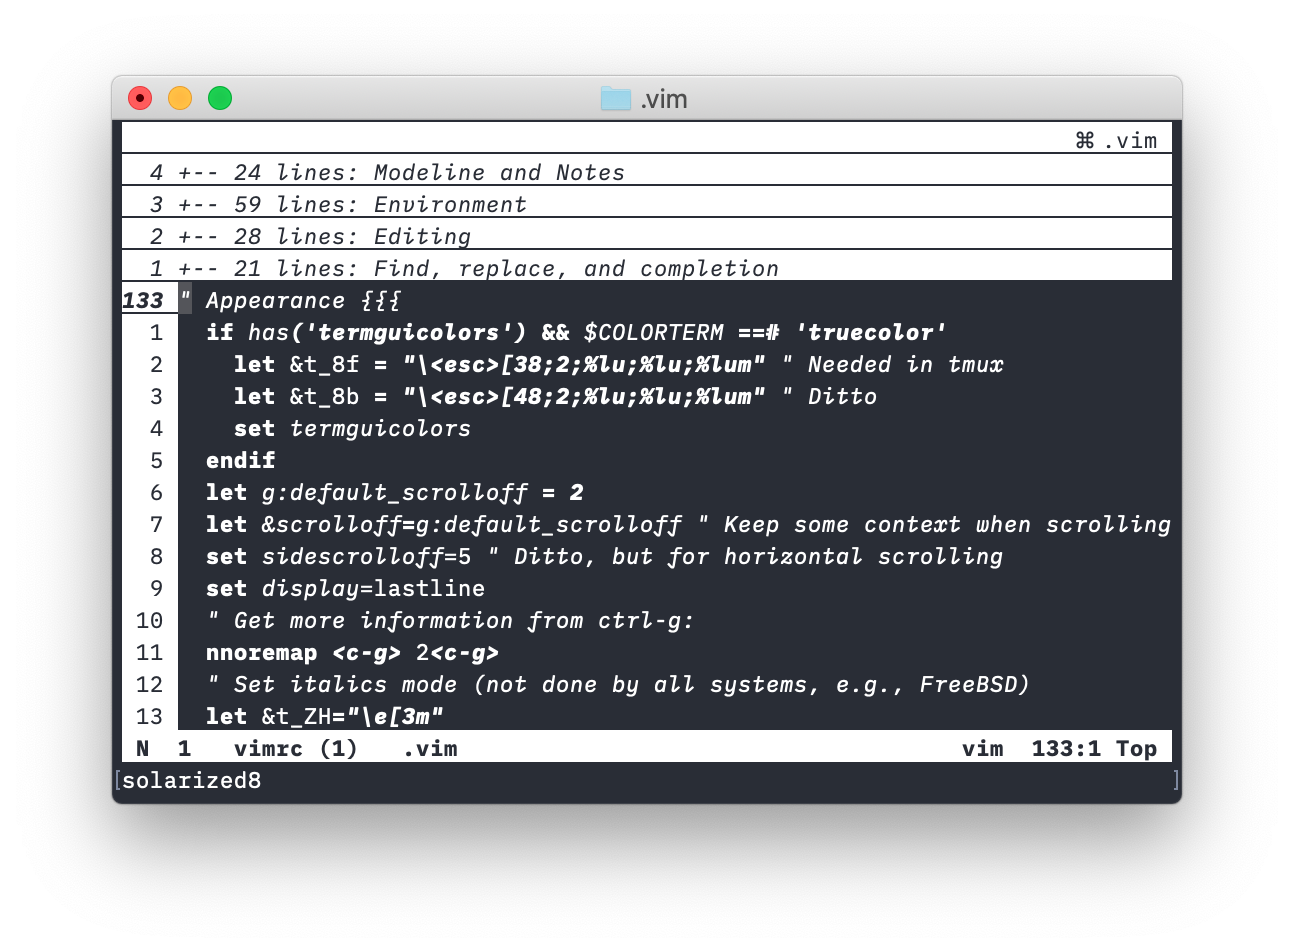 .vim
⌘ .vim
4 +-- 24 lines: Modeline and Notes
3 +-- 59 lines: Environment
2 +-- 28 lines: Editing
1 +-- 21 lines: Find, replace, and completion
133 " Appearance {{{
1 if has('termguicolors') && $COLORTERM ==# 'truecolor'
2 let &t_8f = "\<esc>[38;2;%lu;%lu;%lum" " Needed in tmux
3 let &t_8b = "\<esc>[48;2;%lu;%lu;%lum" " Ditto
4 set termguicolors
5 endif
6 let g:default_scrolloff = 2
7 let &scrolloff=g:default_scrolloff " Keep some context when scrolling
8 set sidescrolloff=5 " Ditto, but for horizontal scrolling
9 set display=lastline
10 " Get more information from ctrl-g:
11 nnoremap <c-g> 2<c-g>
12 " Set italics mode (not done by all systems, e.g., FreeBSD)
13 let &t_ZH="\e[3m"
N 1 vimrc (1) .vim vim 133:1 Top
[solarized8 ]